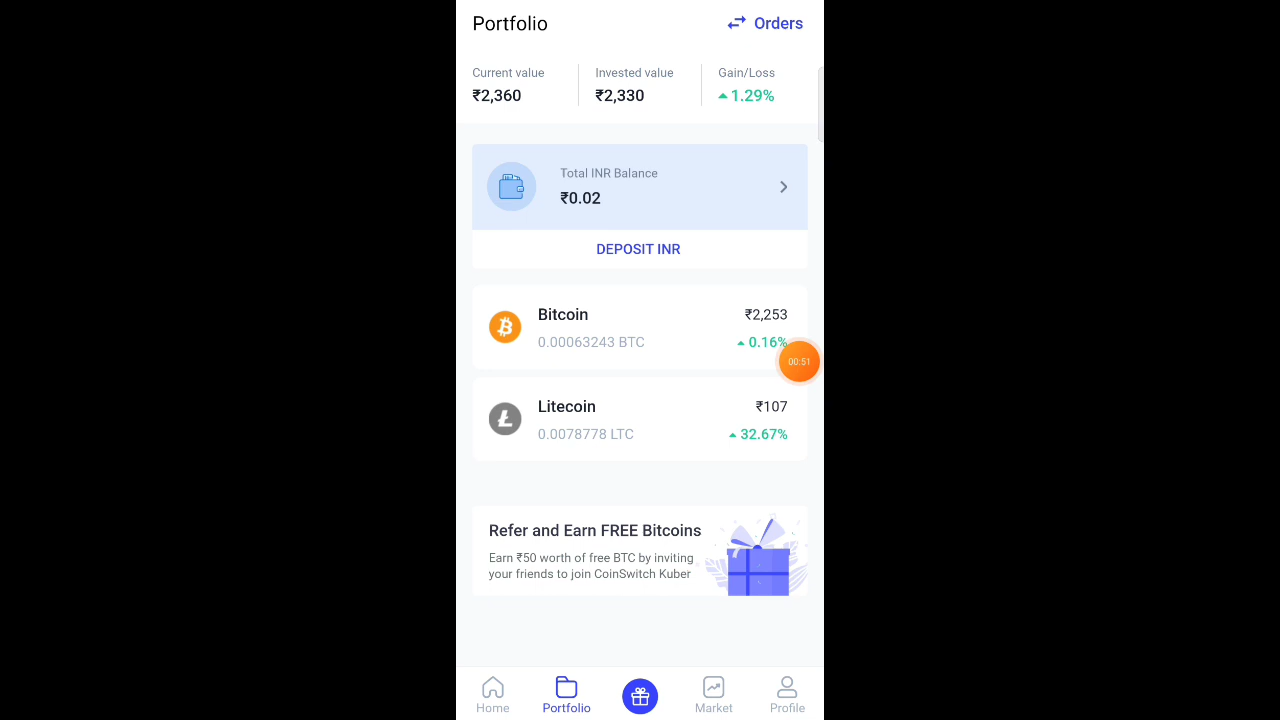 Portfolio
Orders
Current value
Invested value
Gain/Loss
₹2,360
₹2,330
1.29%
Total INR Balance
₹0.02
DEPOSIT INR
Bitcoin
₹2,253
0.00063243 BTC
0.16%
00:51
Litecoin
₹107
0.0078778 LTC
32.67%
Refer and Earn FREE Bitcoins
Earn ₹50 worth of free BTC by inviting
your friends to join CoinSwitch Kuber
Home
Portfolio
Market
Profile